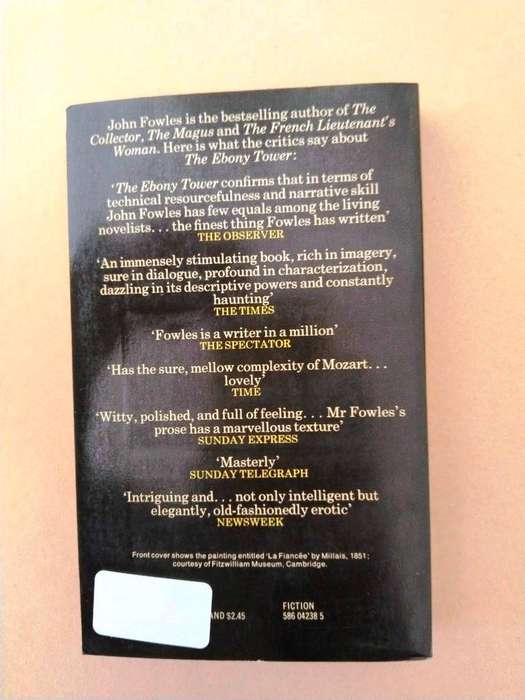 John Fowles is the bestselling author of The
Collector, The Magus and The French Lieutenant's
Woman. Here is what the critics say about
The Ebony Tower:
'The Ebony Tower confirms that in terms of
technical resourcefulness and narrative skill
John Fowles has few equals among the living
novelists... the finest thing Fowles has written'
THE OBSERVER
'An immensely stimulating book, rich in imagery,
sure in dialogue, profound in characterization,
dazzling in its descriptive powers and constantly
haunting'
THE TIMES
'Fowles is a writer in a million'
THE SPECTATOR
'Has the sure, mellow complexity of Mozart...
lovely'
TIME
'Witty, polished, and full of feeling... Mr Fowles's
prose has a marvellous texture'
SUNDAY EXPRESS
'Masterly'
SUNDAY TELEGRAPH
'Intriguing and... not only intelligent but
elegantly, old-fashionedly erotic'
NEWSWEEK
Front cover shows the painting entitled 'La Fiancée' by Millais, 1851;
courtesy of Fitzwilliam Museum, Cambridge.
FICTION
AND $2.45 586 04238 5